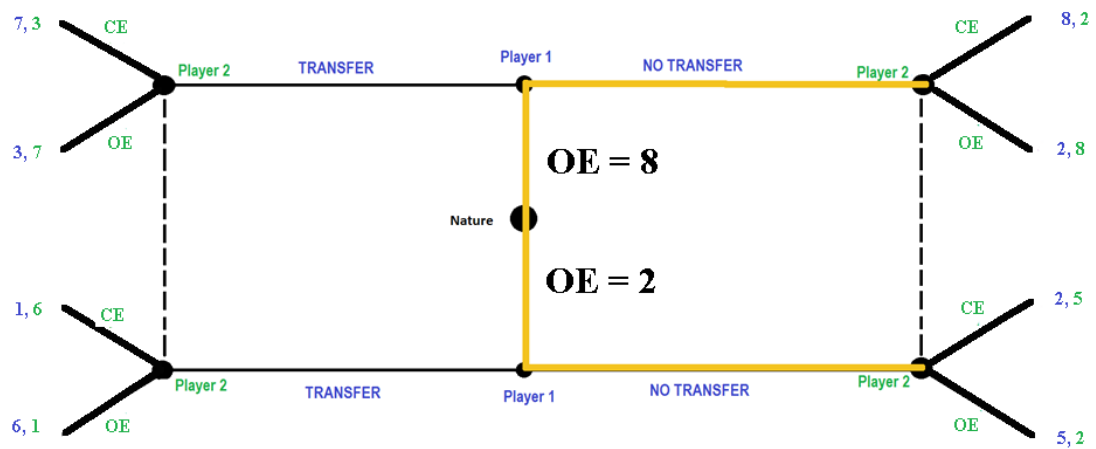 7, 3 CE 8, 2
CE
Player 2 TRANSFER Player 1 NO TRANSFER Player 2
OE OE
3, 7 OE = 8 2, 8
Nature
OE = 2
1, 6 CE 2, 5
CE
Player 2 TRANSFER Player 1 NO TRANSFER Player 2
OE OE
6, 1 5, 2